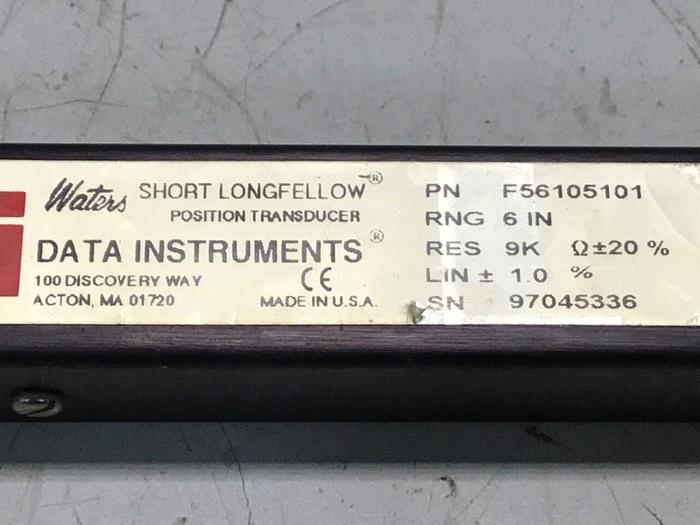 Waters SHORT LONGFELLOW®
POSITION TRANSDUCER
DATA INSTRUMENTS®
100 DISCOVERY WAY
ACTON, MA 01720
CE
MADE IN U.S.A.
PN F56105101
RNG 6 IN
RES 9K Ω±20 %
LIN ± 1.0 %
SN 97045336